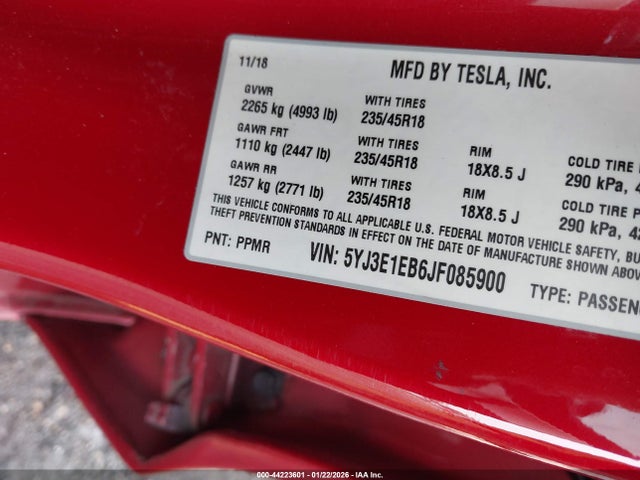 11/18 MFD BY TESLA, INC.
GVWR
2265 kg (4993 lb) WITH TIRES
GAWR FRT 235/45R18 RIM COLD TIRE
1110 kg (2447 lb) WITH TIRES 18X8.5 J 290 kPa,
GAWR RR 235/45R18 RIM COLD TIRE
1257 kg (2771 lb) WITH TIRES 18X8.5 J 290 kPa,
235/45R18
THIS VEHICLE CONFORMS TO ALL APPLICABLE U.S. FEDERAL MOTOR VEHICLE SAFETY,
THEFT PREVENTION STANDARDS IN EFFECT ON THE DATE OF MANUFACTURE SHOWN ABOVE.
PNT: PPMR VIN: 5YJ3E1EB6JF085900 TYPE:
000-44223601 - 01/22/2026 - IAA Inc.